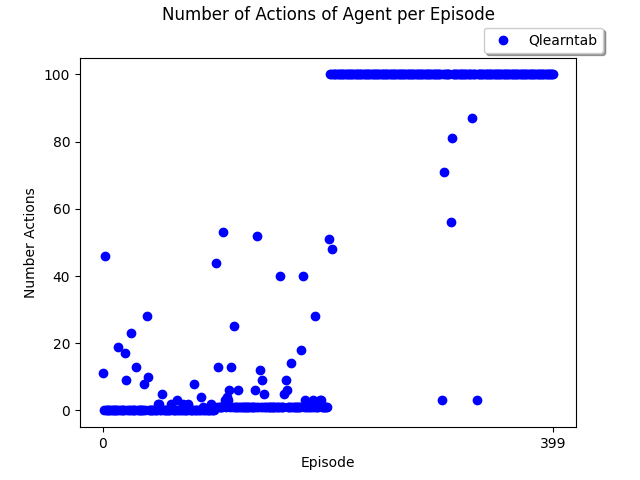 Number of Actions of Agent per Episode
Qlearntab
100
80
60
40
20
0
Number Actions
0
399
Episode